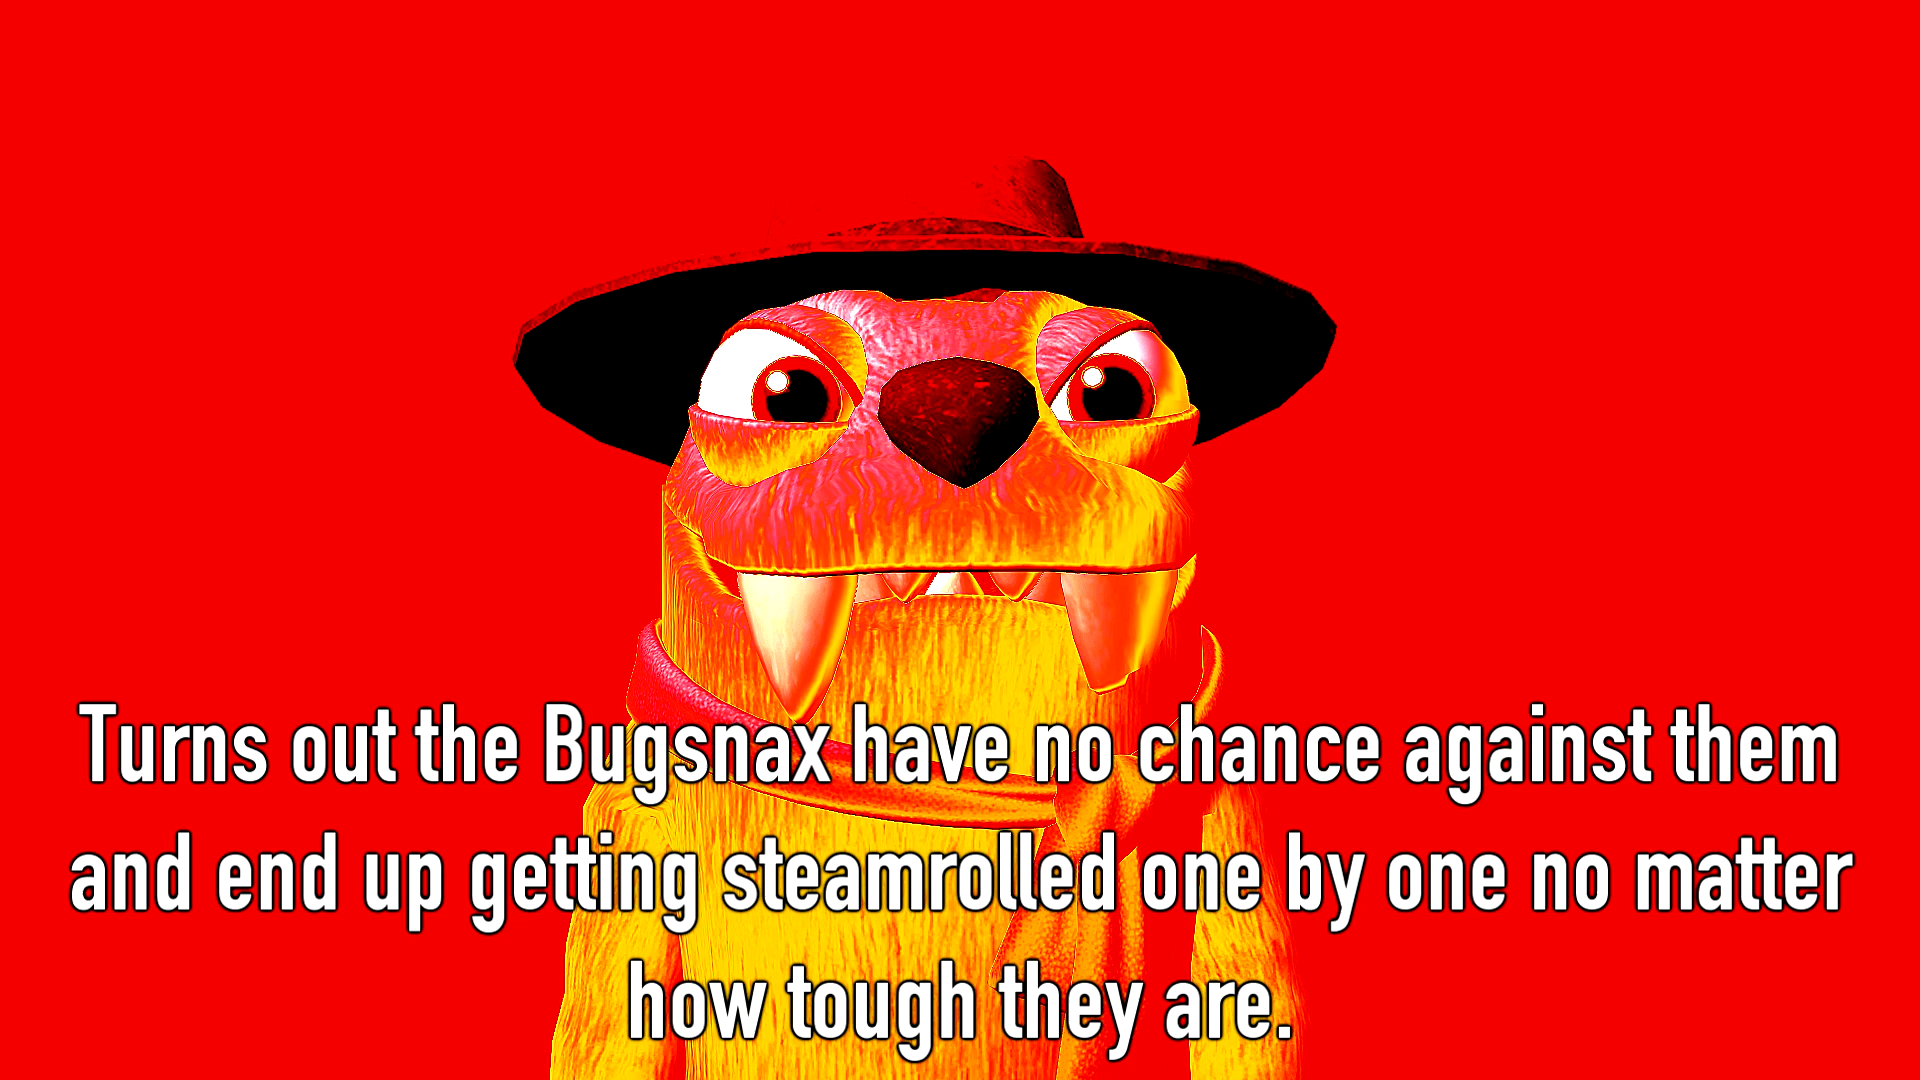 Turns out the Bugsnax have no chance against them
and end up getting steamrolled one by one no matter
how tough they are.